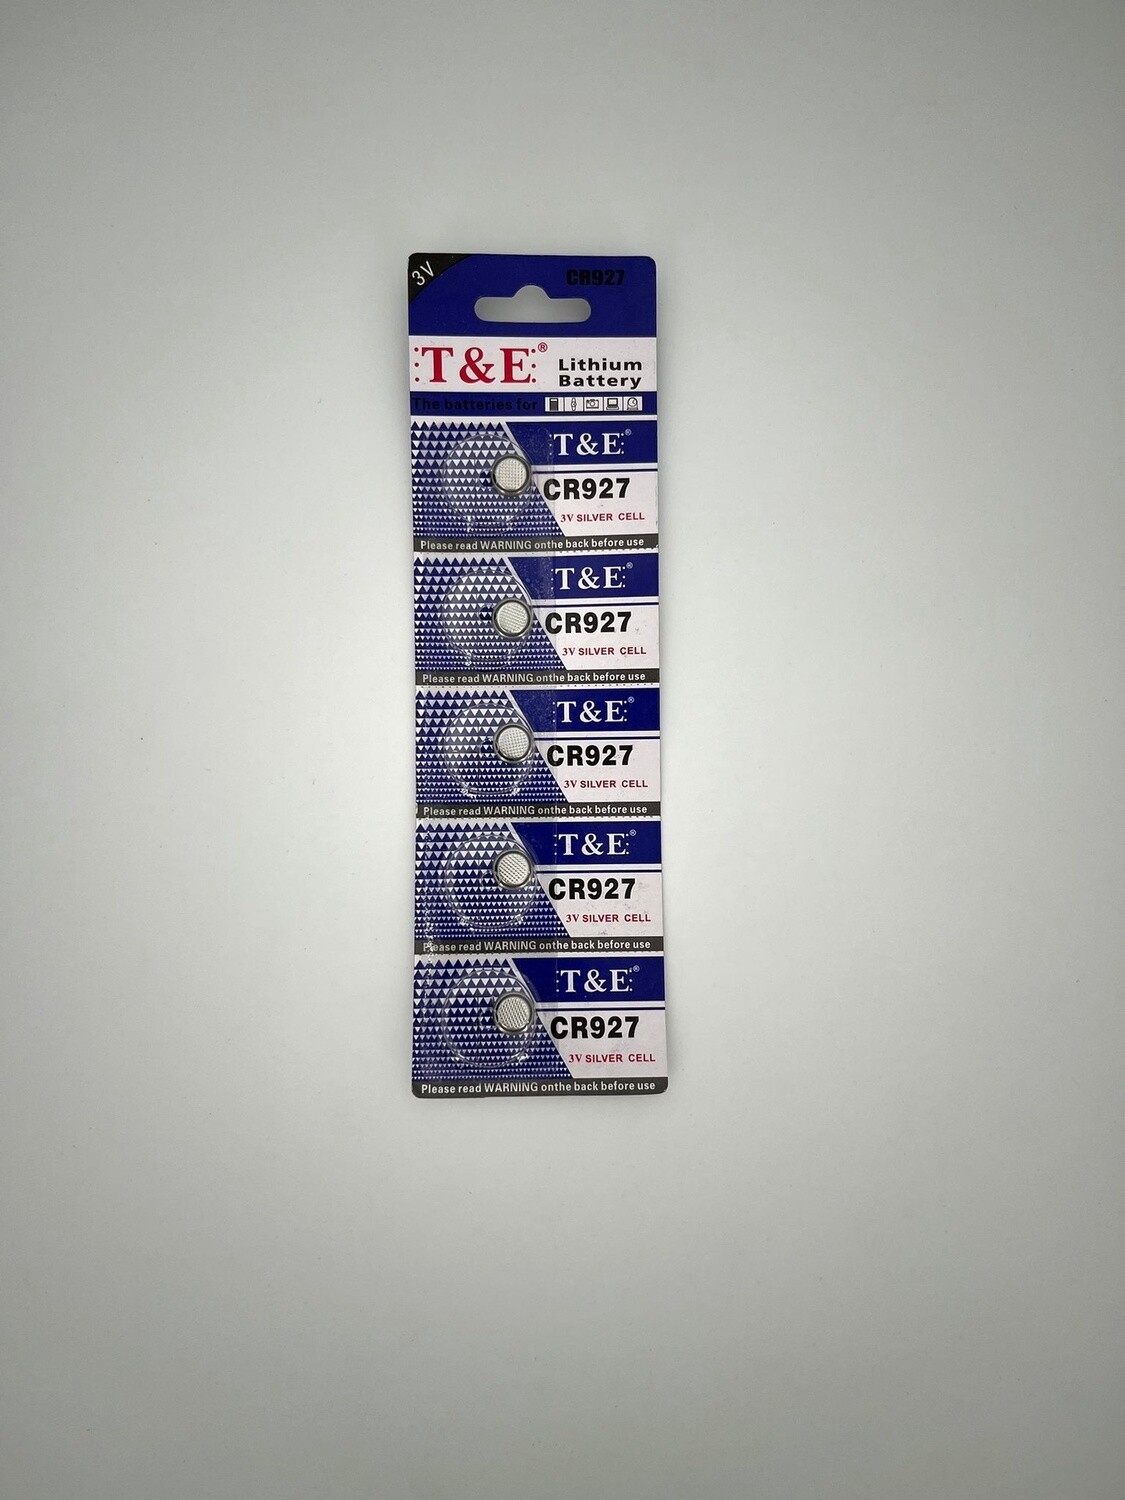 3V
CR927
T&E®
Lithium
Battery
The batteries for
T&E®
CR927
3V SILVER CELL
Please read WARNING onthe back before use
T&E®
CR927
3V SILVER CELL
Please read WARNING onthe back before use
T&E®
CR927
3V SILVER CELL
Please read WARNING onthe back before use
T&E®
CR927
3V SILVER CELL
Please read WARNING onthe back before use
T&E®
CR927
3V SILVER CELL
Please read WARNING onthe back before use